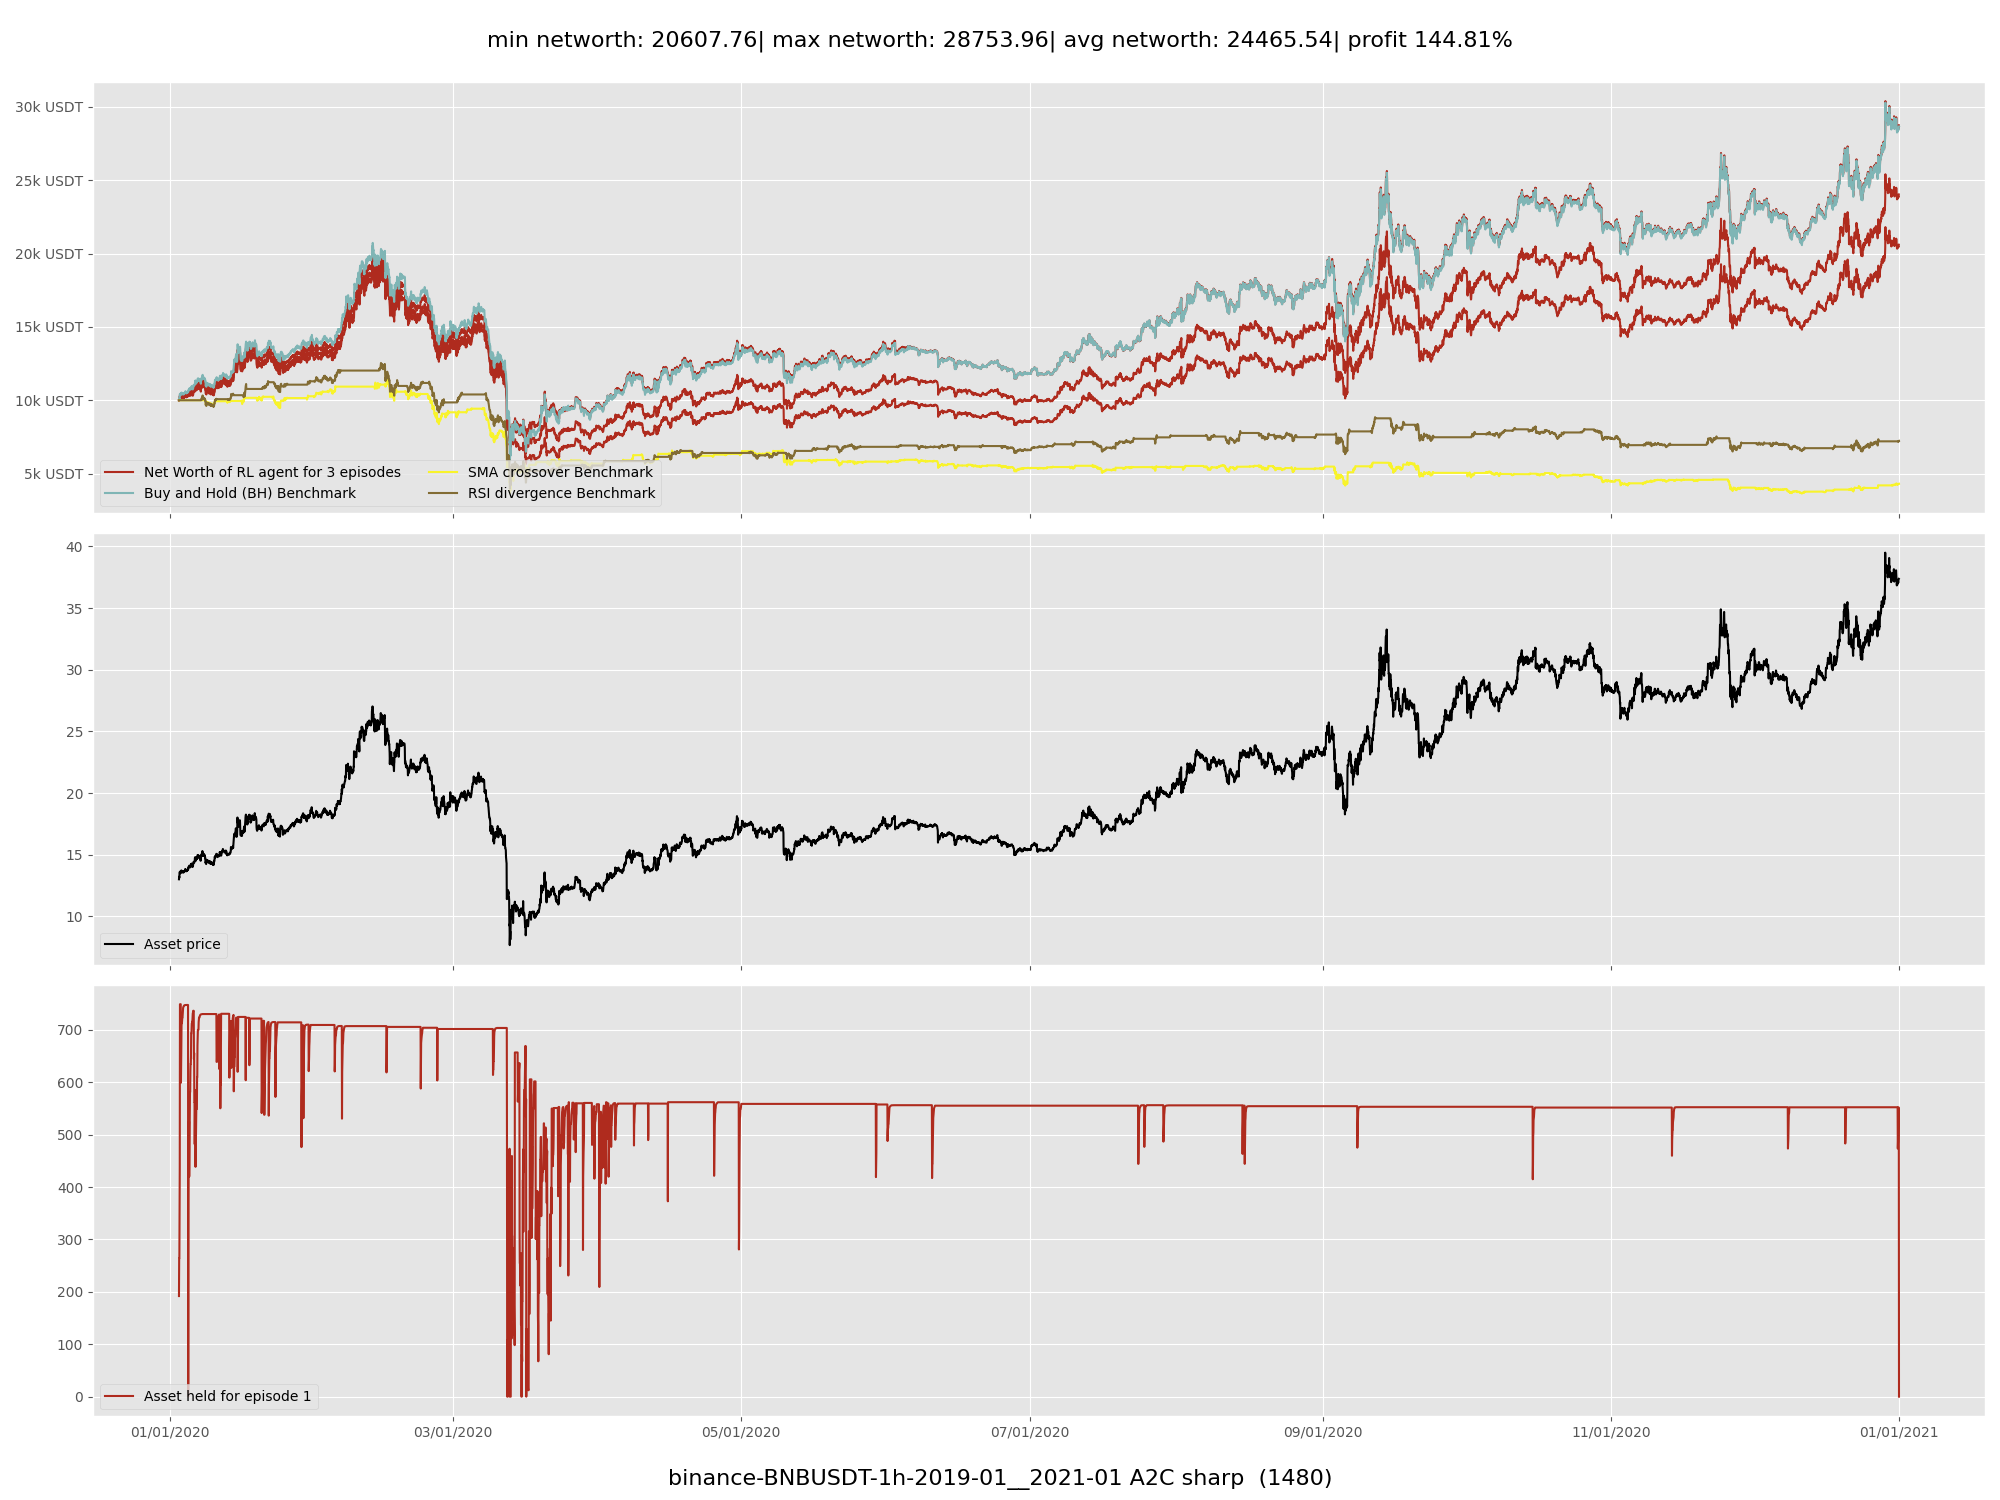 min networth: 20607.76| max networth: 28753.96| avg networth: 24465.54| profit 144.81%
30k USDT
25k USDT
20k USDT
15k USDT
10k USDT
5k USDT
Net Worth of RL agent for 3 episodes
Buy and Hold (BH) Benchmark
SMA crossover Benchmark
RSI divergence Benchmark
40
35
30
25
20
15
10
Asset price
700
600
500
400
300
200
100
0
Asset held for episode 1
01/01/2020
03/01/2020
05/01/2020
07/01/2020
09/01/2020
11/01/2020
01/01/2021
binance-BNBUSDT-1h-2019-01__2021-01 A2C sharp (1480)